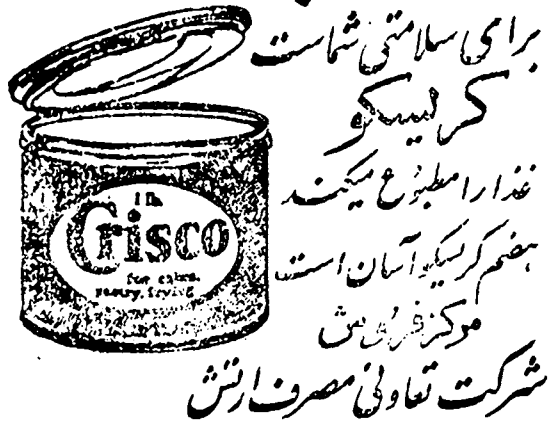 برای سلامتی شماست
کریسکو
غذا را مطبوع میکند
هضم کریسکو آسان است
مرکز فروش
شرکت تعاونی مصرف ارتش
1 lb.
Crisco
for cakes,
pastry, frying